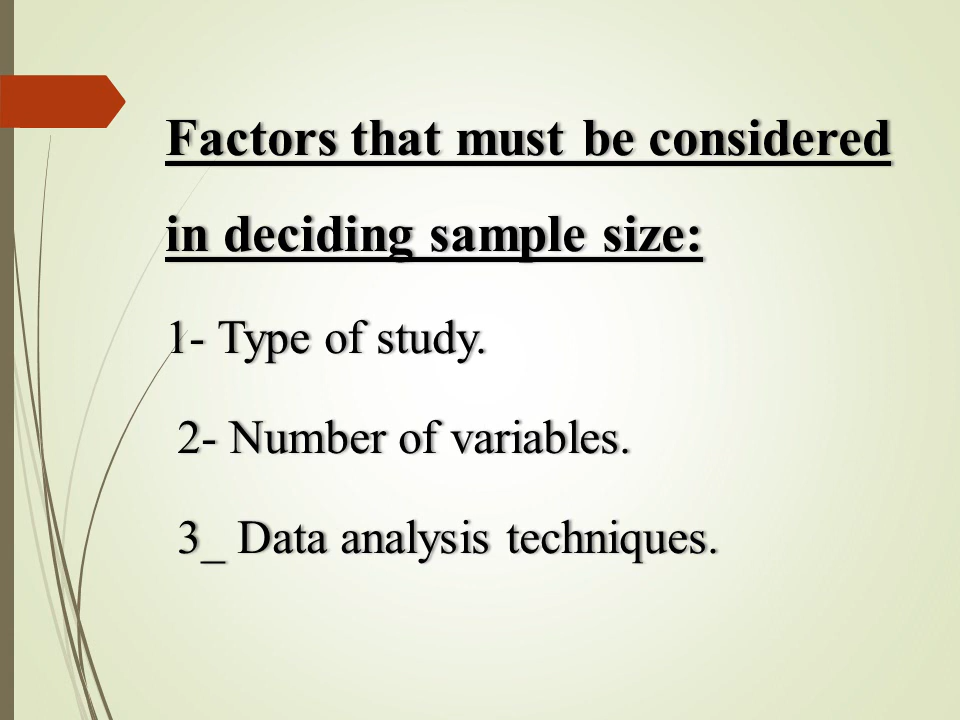 Factors that must be considered
in deciding sample size:
1- Type of study.
2- Number of variables.
3_ Data analysis techniques.